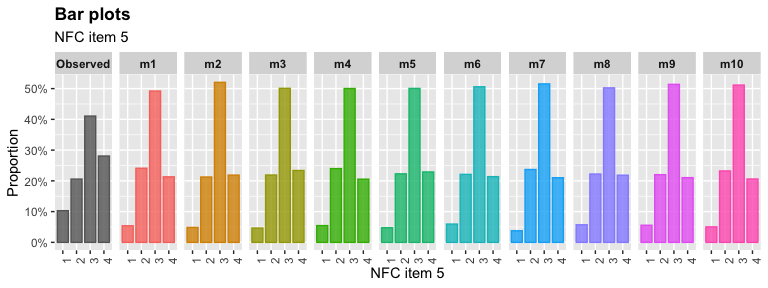 Bar plots
NFC item 5
Observed m1 m2 m3 m4 m5 m6 m7 m8 m9 m10
50%
40%
30%
20%
10%
0%
Proportion
1 2 3 4 1 2 3 4 1 2 3 4 1 2 3 4 1 2 3 4 1 2 3 4 1 2 3 4 1 2 3 4 1 2 3 4 1 2 3 4 1 2 3 4
NFC item 5